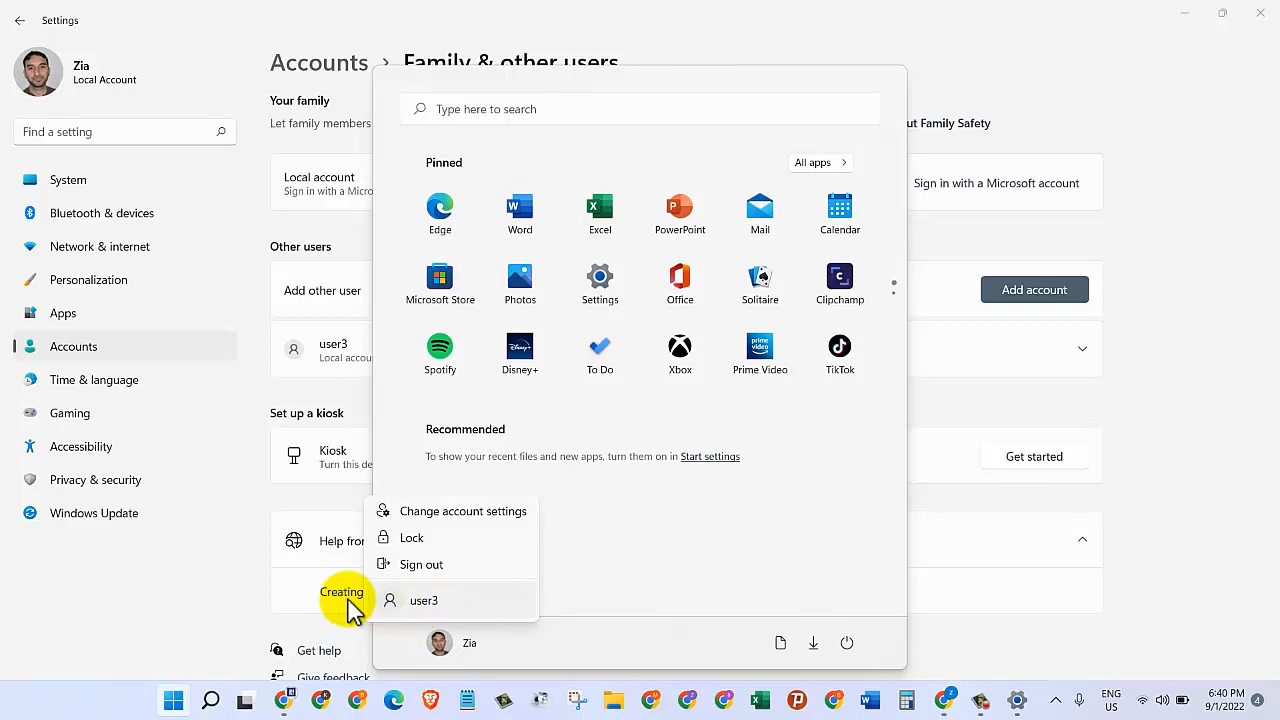 Settings
Zia
Local Account
Find a setting
System
Bluetooth & devices
Network & internet
Personalization
Apps
Accounts
Time & language
Gaming
Accessibility
Privacy & security
Windows Update
Accounts > Family & other users
Your family
Let family members
ut Family Safety
Local account
Sign in with a Micro
Sign in with a Microsoft account
Other users
Add other user
Add account
user3
Local accou
Set up a kiosk
Kiosk
Turn this de
Get started
Help fro
Creating
Get help
Give feedback
Type here to search
Pinned
All apps >
Edge
Word
Excel
PowerPoint
Mail
Calendar
Microsoft Store
Photos
Settings
Office
Solitaire
Clipchamp
Spotify
Disney+
To Do
Xbox
prime video
Prime Video
TikTok
Recommended
To show your recent files and new apps, turn them on in Start settings
Change account settings
Lock
Sign out
user3
Zia
ENG
US
6:40 PM
9/1/2022
4